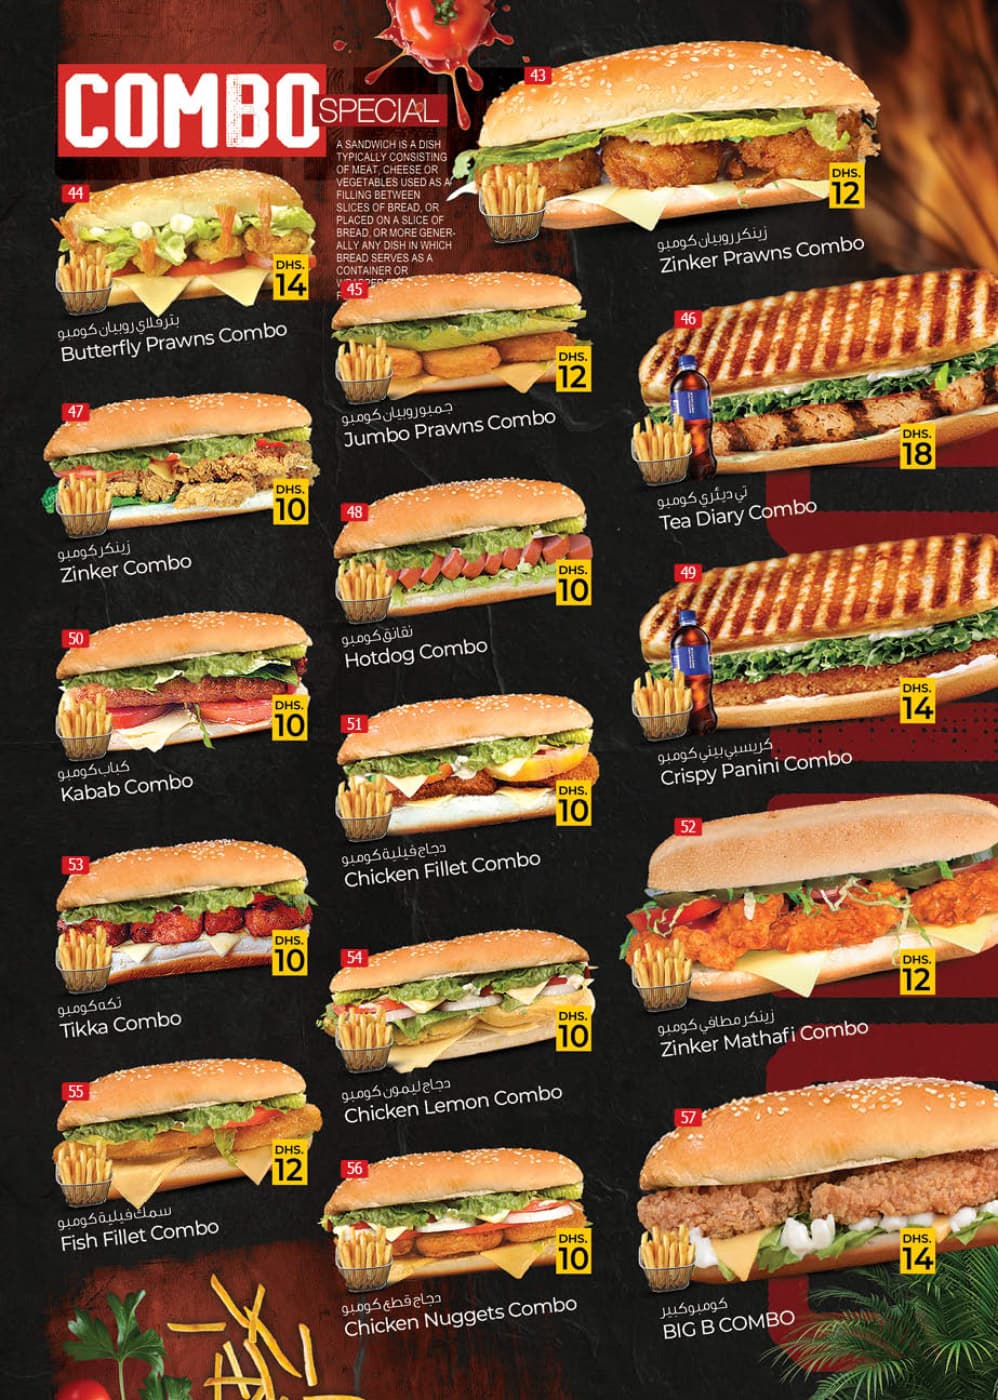 COMBO
SPECIAL
A SANDWICH IS A DISH
TYPICALLY CONSISTING
OF MEAT, CHEESE OR
VEGETABLES USED AS A
FILLING BETWEEN
SLICES OF BREAD, OR
PLACED ON A SLICE OF
BREAD, OR MORE GENER-
ALLY ANY DISH IN WHICH
BREAD SERVES AS A
CONTAINER OR
43
DHS.
12
زينكر روبيان كومبو
Zinker Prawns Combo
44
DHS.
14
بترفلاي روبيان كومبو
Butterfly Prawns Combo
45
DHS.
12
جمبو روبيان كومبو
Jumbo Prawns Combo
46
DHS.
18
تي ديئري كومبو
Tea Diary Combo
47
DHS.
10
زينكر كومبو
Zinker Combo
48
DHS.
10
نقانق كومبو
Hotdog Combo
49
DHS.
14
كريسبي بيني كومبو
Crispy Panini Combo
50
DHS.
10
كباب كومبو
Kabab Combo
51
DHS.
10
دجاج فيلية كومبو
Chicken Fillet Combo
52
DHS.
12
زينكر مطافي كومبو
Zinker Mathafi Combo
53
DHS.
10
تكه كومبو
Tikka Combo
54
DHS.
10
دجاج ليمون كومبو
Chicken Lemon Combo
55
DHS.
12
سمك فيلية كومبو
Fish Fillet Combo
56
DHS.
10
دجاج قطع كومبو
Chicken Nuggets Combo
57
DHS.
14
كومبو كبير
BIG B COMBO